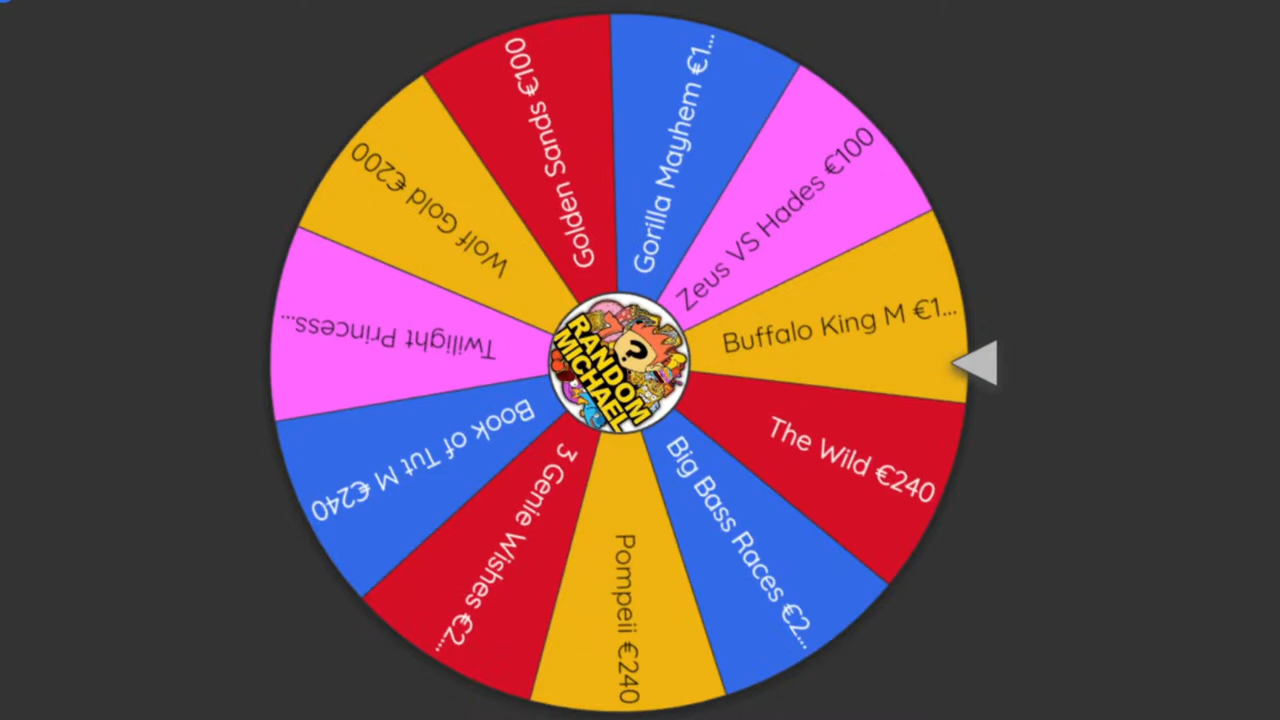 Golden Sands €100
Gorilla Mayhem €1...
Zeus VS Hades €100
Buffalo King M €1...
The Wild €240
Big Bass Races €2...
Pompeii €240
3 Genie Wishes €2...
Book of Tut M €240
Twilight Princess...
Wolf Gold €200
RANDOM
MICHAEL
?